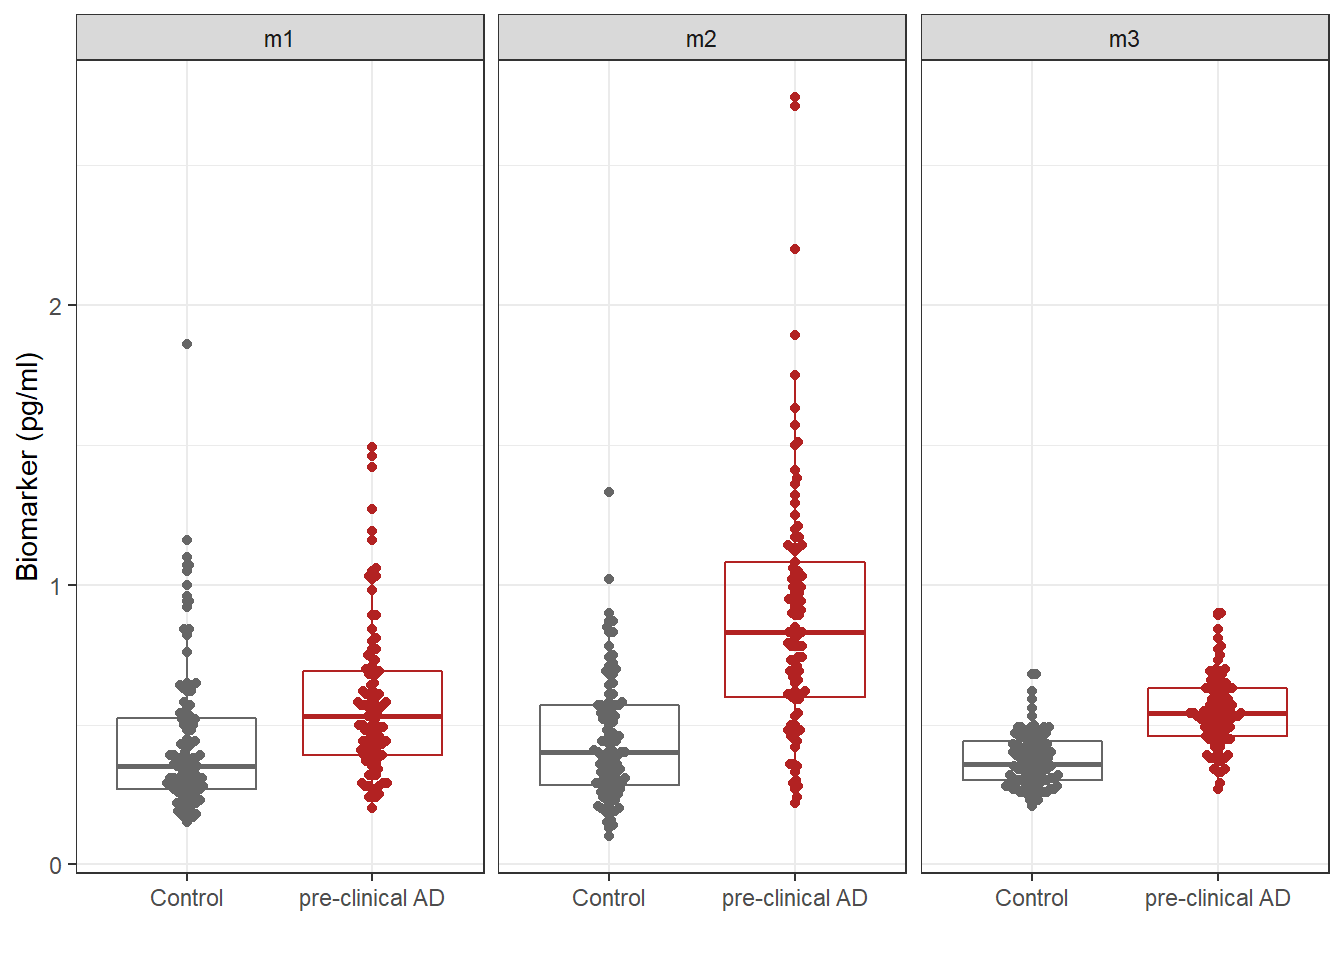 m1 m2 m3
Biomarker (pg/ml)
2
1
0
Control pre-clinical AD Control pre-clinical AD Control pre-clinical AD